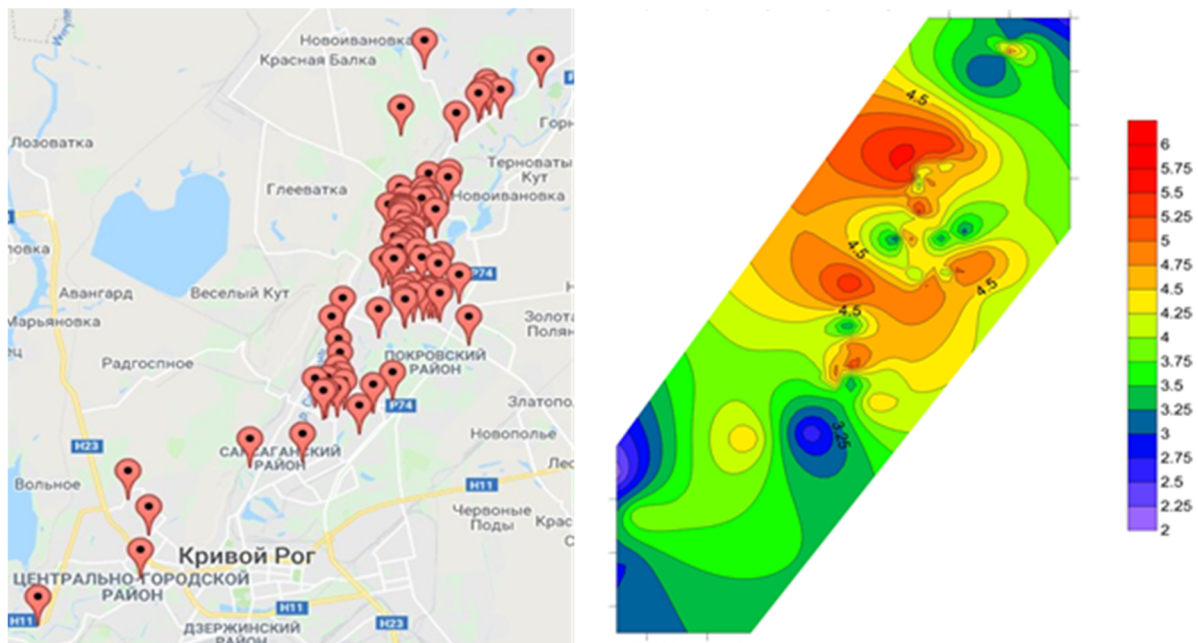 Новоивановка
Красная Балка
Горн
Лозоватка
Терноваты
Кут
Глееватка
Новоивановка
ловка
P74
Авангард
Веселый Кут
Марьяновка
Золота
Полян
ец
Радгоспное
ПОКРОВСКИЙ
РАЙОН
P74
Златопо.
H23
Новополье
САКСАГАНСКИЙ
РАЙОН
Лес
Вольное
H11
Червоные
Поды
Крас
С
Кривой Рог
ЦЕНТРАЛЬНО-ГОРОДСКОЙ
РАЙОН
H11
H11
H23
ДЗЕРЖИНСКИЙ
РАЙОН
4.5
4.5
4.5
4.5
3.25
6
5.75
5.5
5.25
5
4.75
4.5
4.25
4
3.75
3.5
3.25
3
2.75
2.5
2.25
2